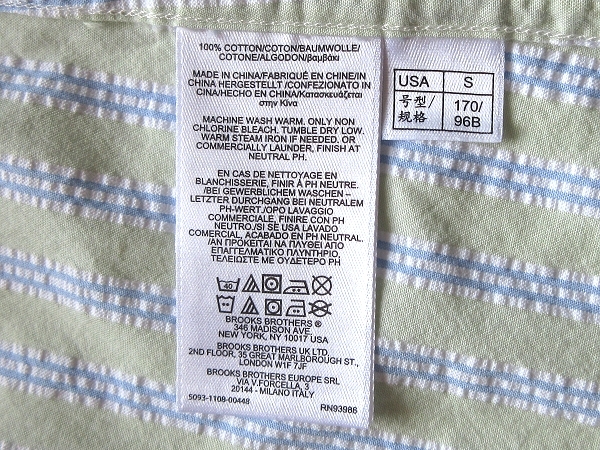 100% COTTON/COTON/BAUMWOLLE/
COTONE/ALGODON/βαμβάκι
MADE IN CHINA/FABRIQUÉ EN CHINE/IN
CHINA HERGESTELLT /CONFEZIONATO IN
CINA/HECHO EN CHINA/Κατασκευάζεται
στην Κίνα
MACHINE WASH WARM. ONLY NON
CHLORINE BLEACH. TUMBLE DRY LOW.
WARM STEAM IRON IF NEEDED. OR
COMMERCIALLY LAUNDER, FINISH AT
NEUTRAL PH.
EN CAS DE NETTOYAGE EN
BLANCHISSERIE, FINIR À PH NEUTRE.
/BEI GEWERBLICHEM WASCHEN –
LETZTER DURCHGANG BEI NEUTRALEM
PH-WERT./OPO LAVAGGIO
COMMERCIALE, FINIRE CON PH
NEUTRO./SI SE USA LAVADO
COMERCIAL, ACABADO EN PH NEUTRO
/ΑΝ ΠΡΟΚΕΙΤΑΙ ΝΑ ΠΛΥΘΕΙ ΑΠΟ
ΕΠΑΓΓΕΛΜΑΤΙΚΟ ΠΛΥΝΤΗΡΙΟ,
ΤΕΛΕΙΩΣΤΕ ΜΕ ΟΥΔΕΤΕΡΟ PH
40
BROOKS BROTHERS ®
346 MADISON AVE.
NEW YORK, NY 10017 USA
BROOKS BROTHERS UK LTD
2ND FLOOR, 35 GREAT MARLBOROUGH ST.,
LONDON W1F 7JF
BROOKS BROTHERS EUROPE SRL
VIA V.FORCELLA, 3
20144 - MILANO ITALY
5093-1108-00448 RN93986
USA S
号型/ 170/
规格 96B